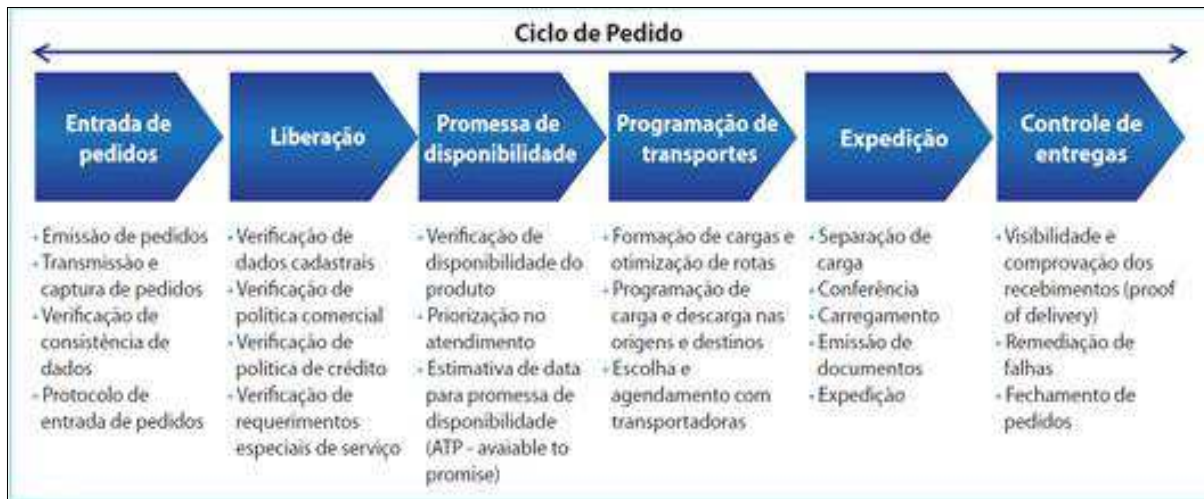 Ciclo de Pedido
Entrada de
pedidos
Liberação
Promessa de
disponibilidade
Programação de
transportes
Expedição
Controle de
entregas
• Emissão de pedidos
• Transmissão e
captura de pedidos
• Verificação de
consistência de
dados
• Protocolo de
entrada de pedidos
• Verificação de
dados cadastrais
• Verificação de
política comercial
• Verificação de
política de crédito
• Verificação de
requerimentos
especiais de serviço
• Verificação de
disponibilidade do
produto
• Priorização no
atendimento
• Estimativa de data
para promessa de
disponibilidade
(ATP - avaiable to
promise)
• Formação de cargas e
otimização de rotas
• Programação de
carga e descarga nas
origens e destinos
• Escolha e
agendamento com
transportadoras
• Separação de
carga
• Conferência
• Carregamento
• Emissão de
documentos
• Expedição
• Visibilidade e
comprovação dos
recebimentos (proof
of delivery)
• Remediação de
falhas
• Fechamento de
pedidos